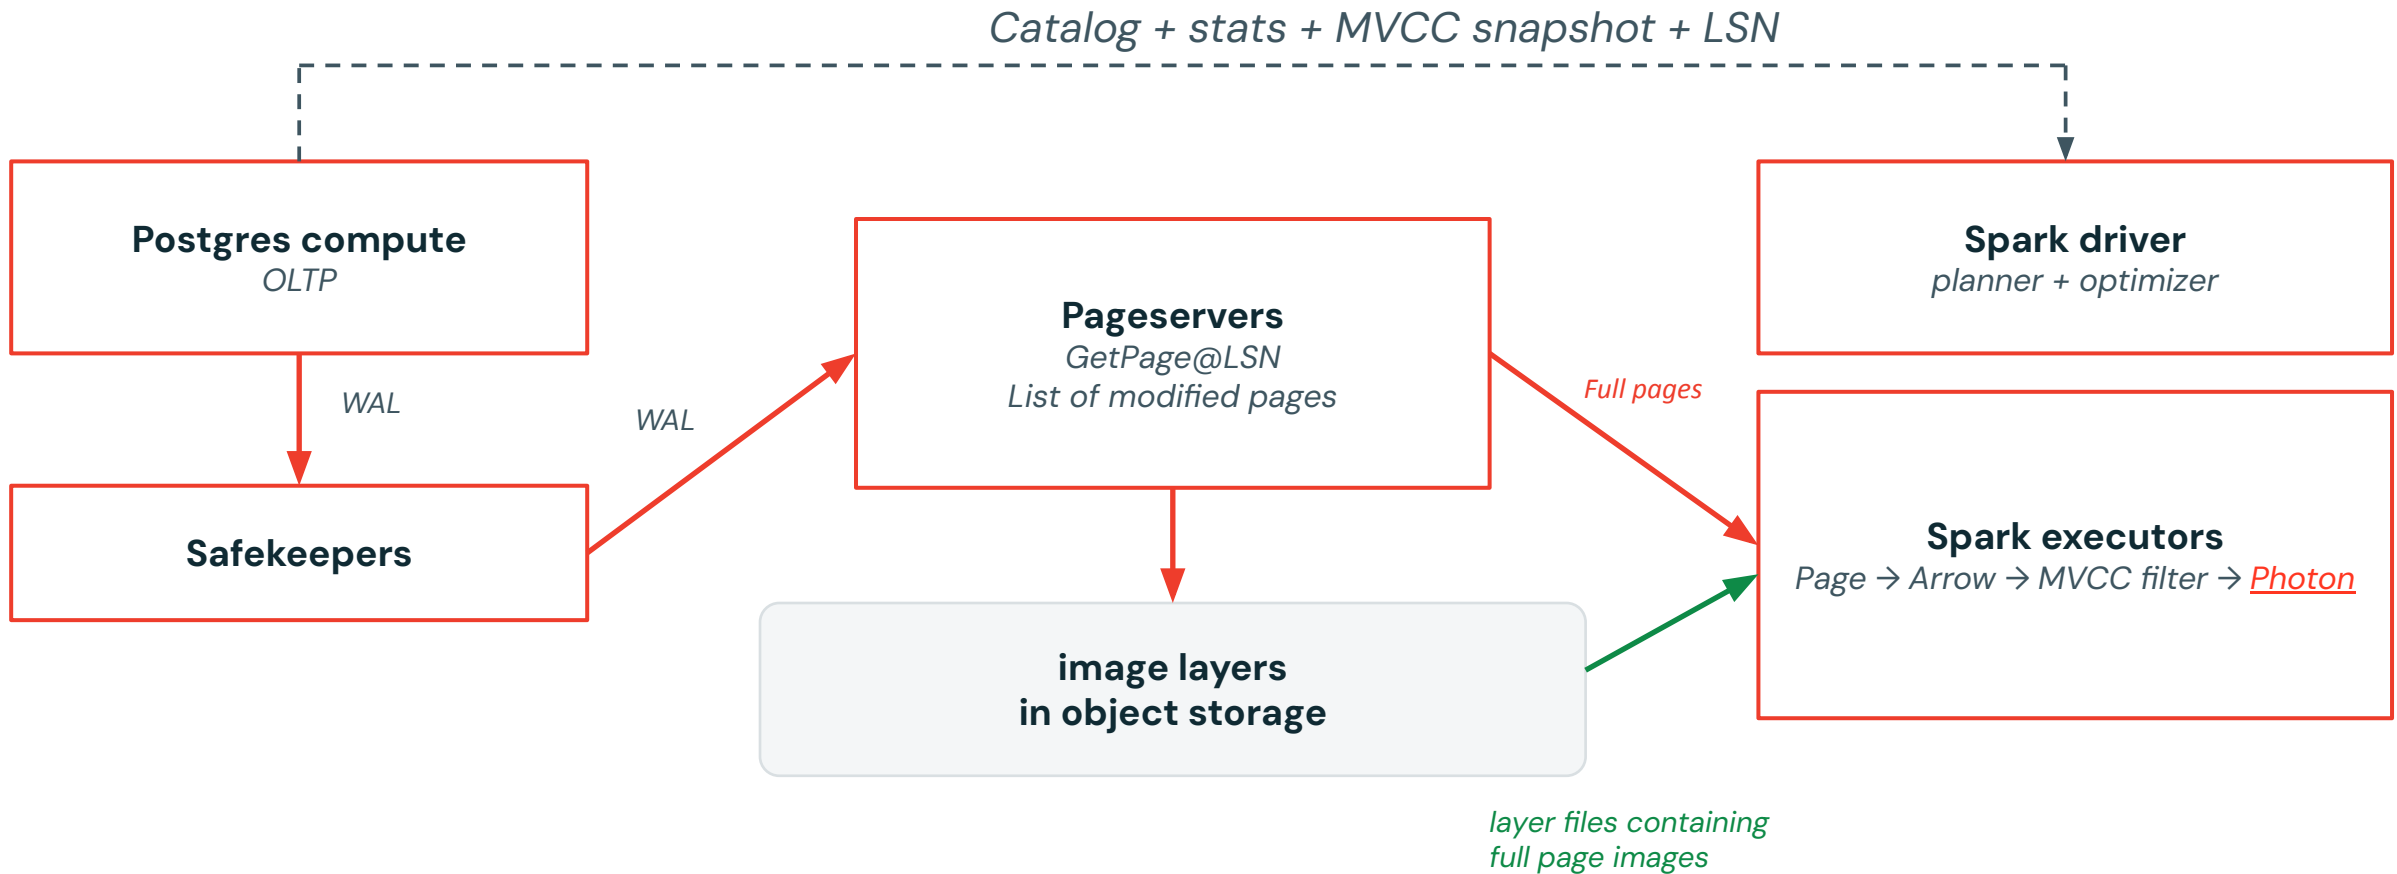 Catalog + stats + MVCC snapshot + LSN
Postgres compute
OLTP
WAL
Safekeepers
WAL
Pageservers
GetPage@LSN
List of modified pages
image layers
in object storage
Full pages
layer files containing
full page images
Spark driver
planner + optimizer
Spark executors
Page → Arrow → MVCC filter → Photon